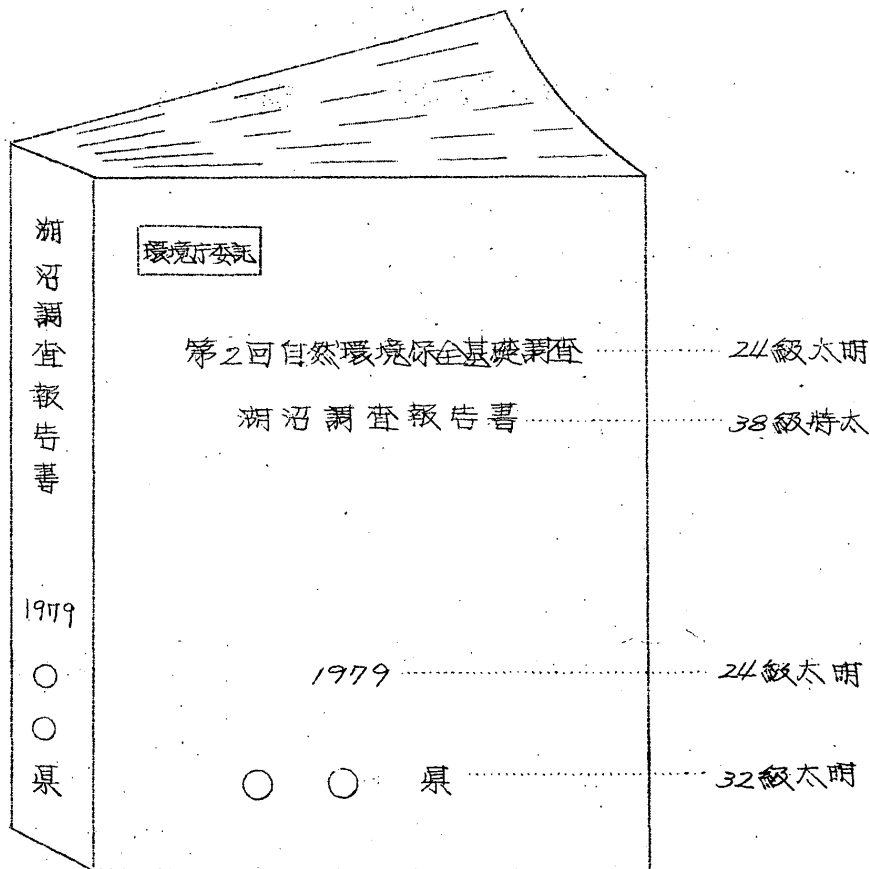 湖沼調査報告書
1979
○○県
環境庁委託
第2回自然環境保全基礎調査 24級太明
湖沼調査報告書 38級特太
1979 24級太明
○ ○ 県 32級太明